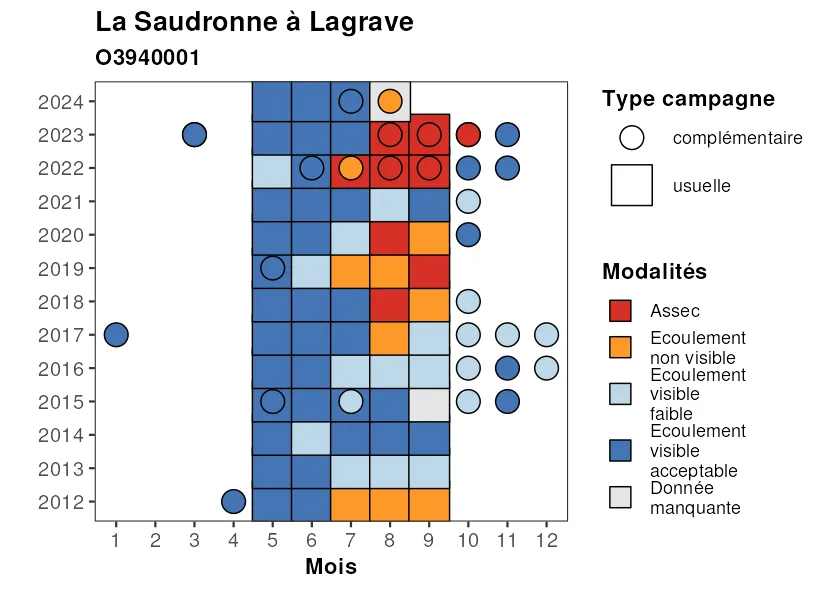 La Saudronne à Lagrave
O3940001
2024
2023
2022
2021
2020
2019
2018
2017
2016
2015
2014
2013
2012
1 2 3 4 5 6 7 8 9 10 11 12
Mois
Type campagne
complémentaire
usuelle
Modalités
Assec
Ecoulement
non visible
Ecoulement
visible
faible
Ecoulement
visible
acceptable
Donnée
manquante